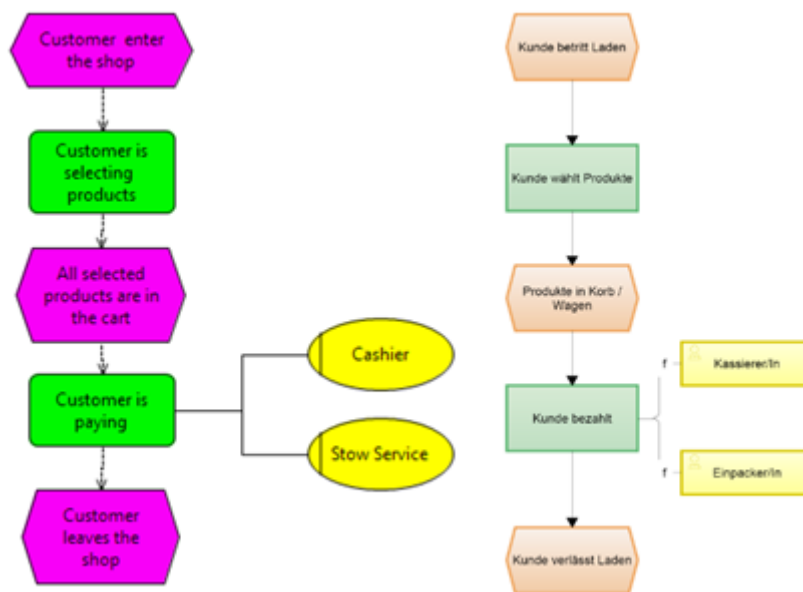 Customer enter
the shop
Customer is
selecting
products
All selected
products are in
the cart
Customer is
paying
Cashier
Stow Service
Customer
leaves the
shop
Kunde betritt Laden
Kunde wählt Produkte
Produkte in Korb /
Wagen
Kunde bezahlt
f
Kassierer/In
f
Einpacker/In
Kunde verlässt Laden